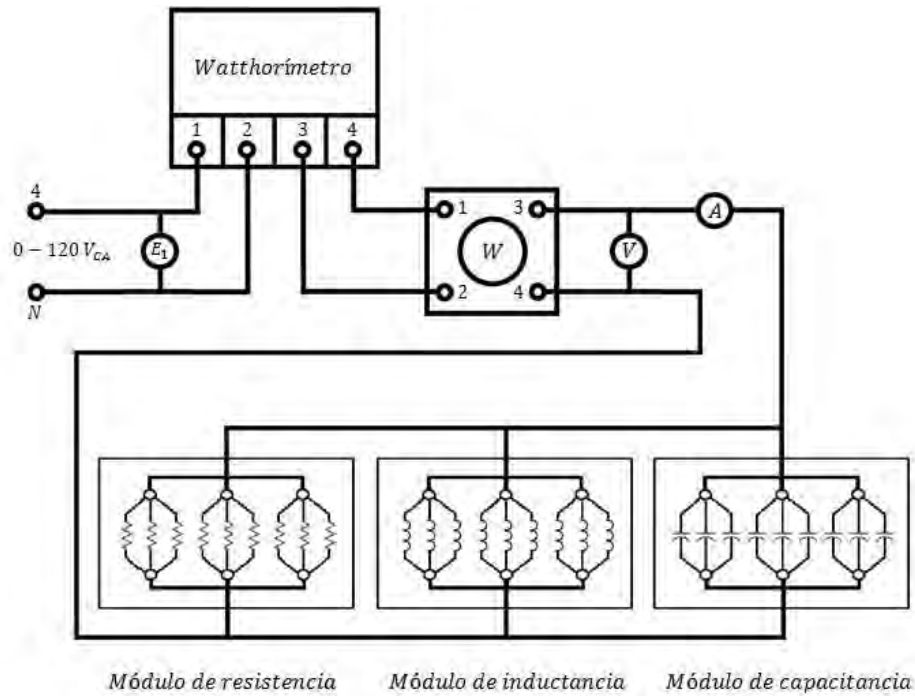 Watthorímetro
1 2 3 4
4
1 3 A
0 − 120 V_CA E₁ W V
2 4
N
Módulo de resistencia Módulo de inductancia Módulo de capacitancia